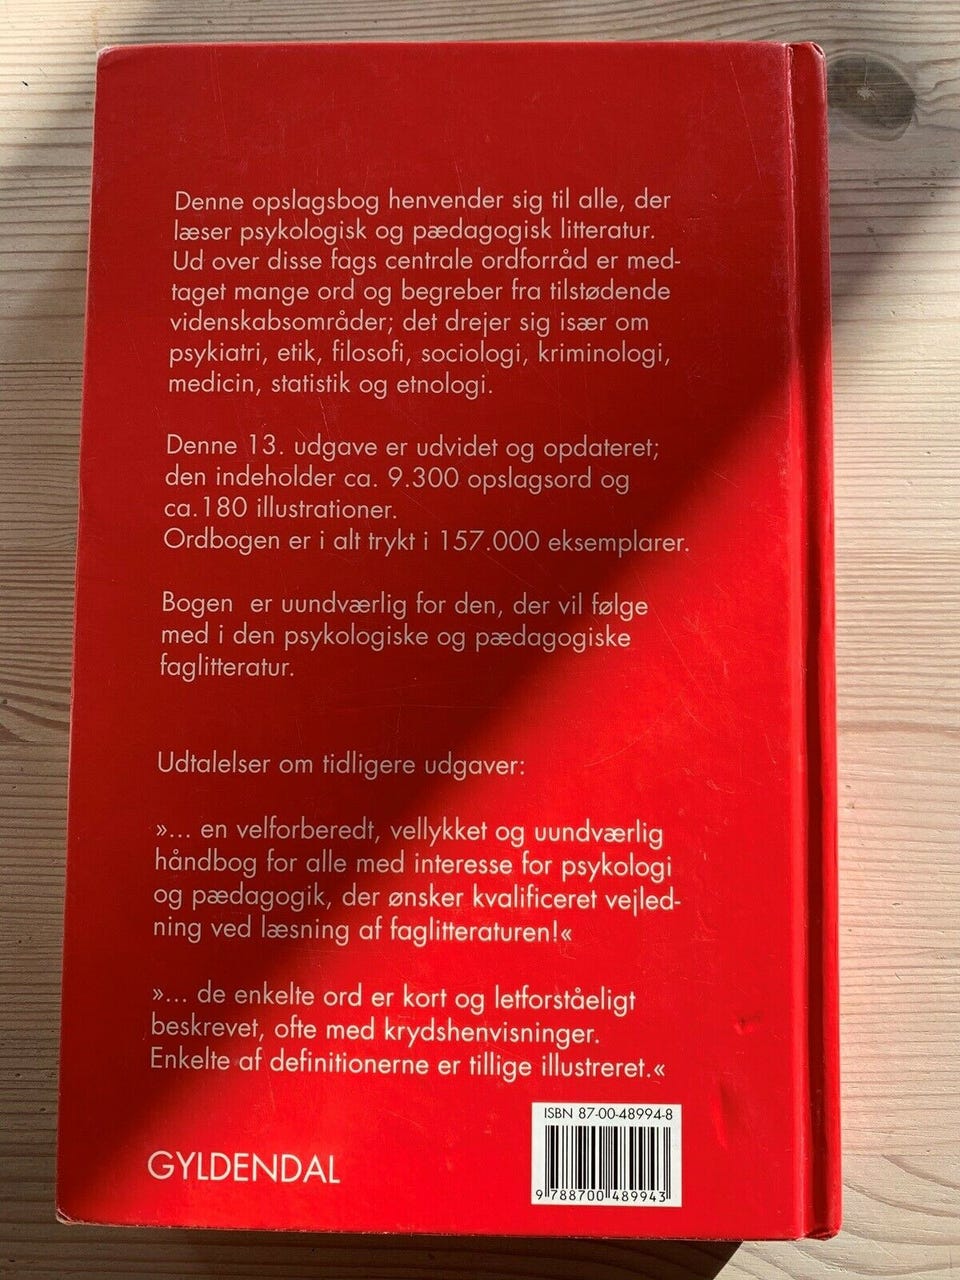 Denne opslagsbog henvender sig til alle, der
læser psykologisk og pædagogisk litteratur.
Ud over disse fags centrale ordforråd er med-
taget mange ord og begreber fra tilstødende
videnskabsområder; det drejer sig især om
psykiatri, etik, filosofi, sociologi, kriminologi,
medicin, statistik og etnologi.
Denne 13. udgave er udvidet og opdateret;
den indeholder ca. 9.300 opslagsord og
ca.180 illustrationer.
Ordbogen er i alt trykt i 157.000 eksemplarer.
Bogen er uundværlig for den, der vil følge
med i den psykologiske og pædagogiske
faglitteratur.
Udtalelser om tidligere udgaver:
»... en velforberedt, vellykket og uundværlig
håndbog for alle med interesse for psykologi
og pædagogik, der ønsker kvalificeret vejled-
ning ved læsning af faglitteraturen!«
»... de enkelte ord er kort og letforståeligt
beskrevet, ofte med krydshenvisninger.
Enkelte af definitionerne er tillige illustreret.«
ISBN 87-00-48994-8
GYLDENDAL
9 788700 489943